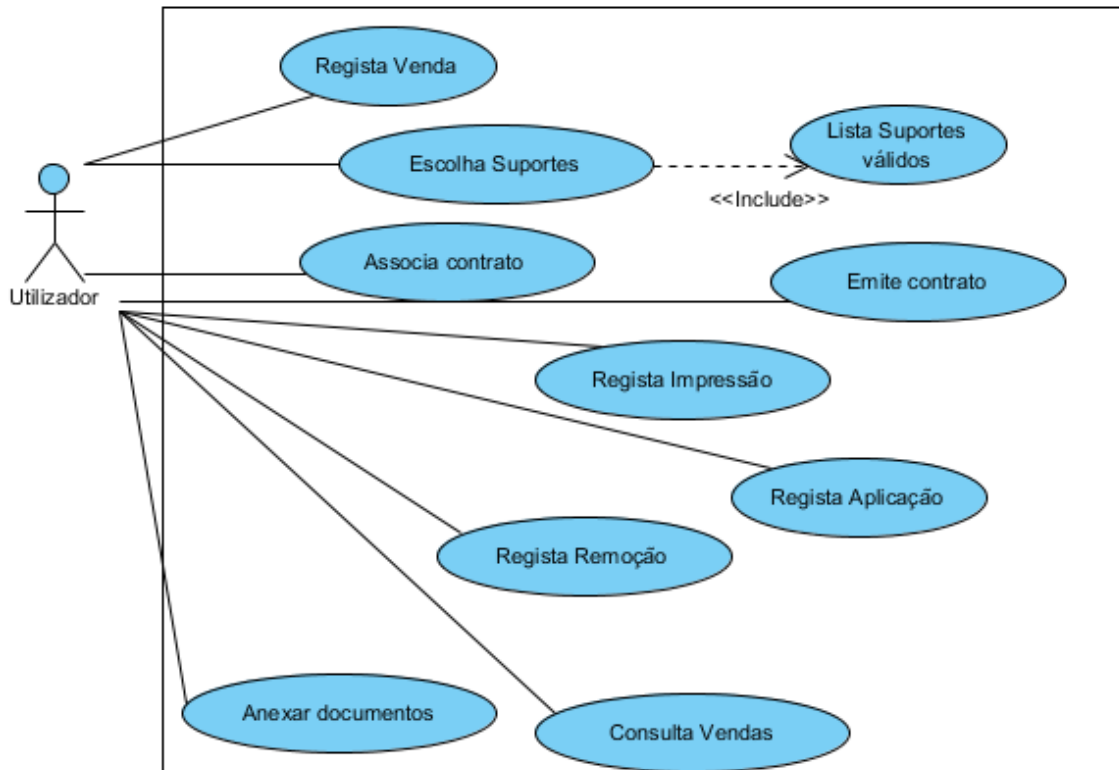 Regista Venda
Lista Suportes
válidos
Escolha Suportes
<<Include>>
Associa contrato
Emite contrato
Utilizador
Regista Impressão
Regista Aplicação
Regista Remoção
Anexar documentos
Consulta Vendas